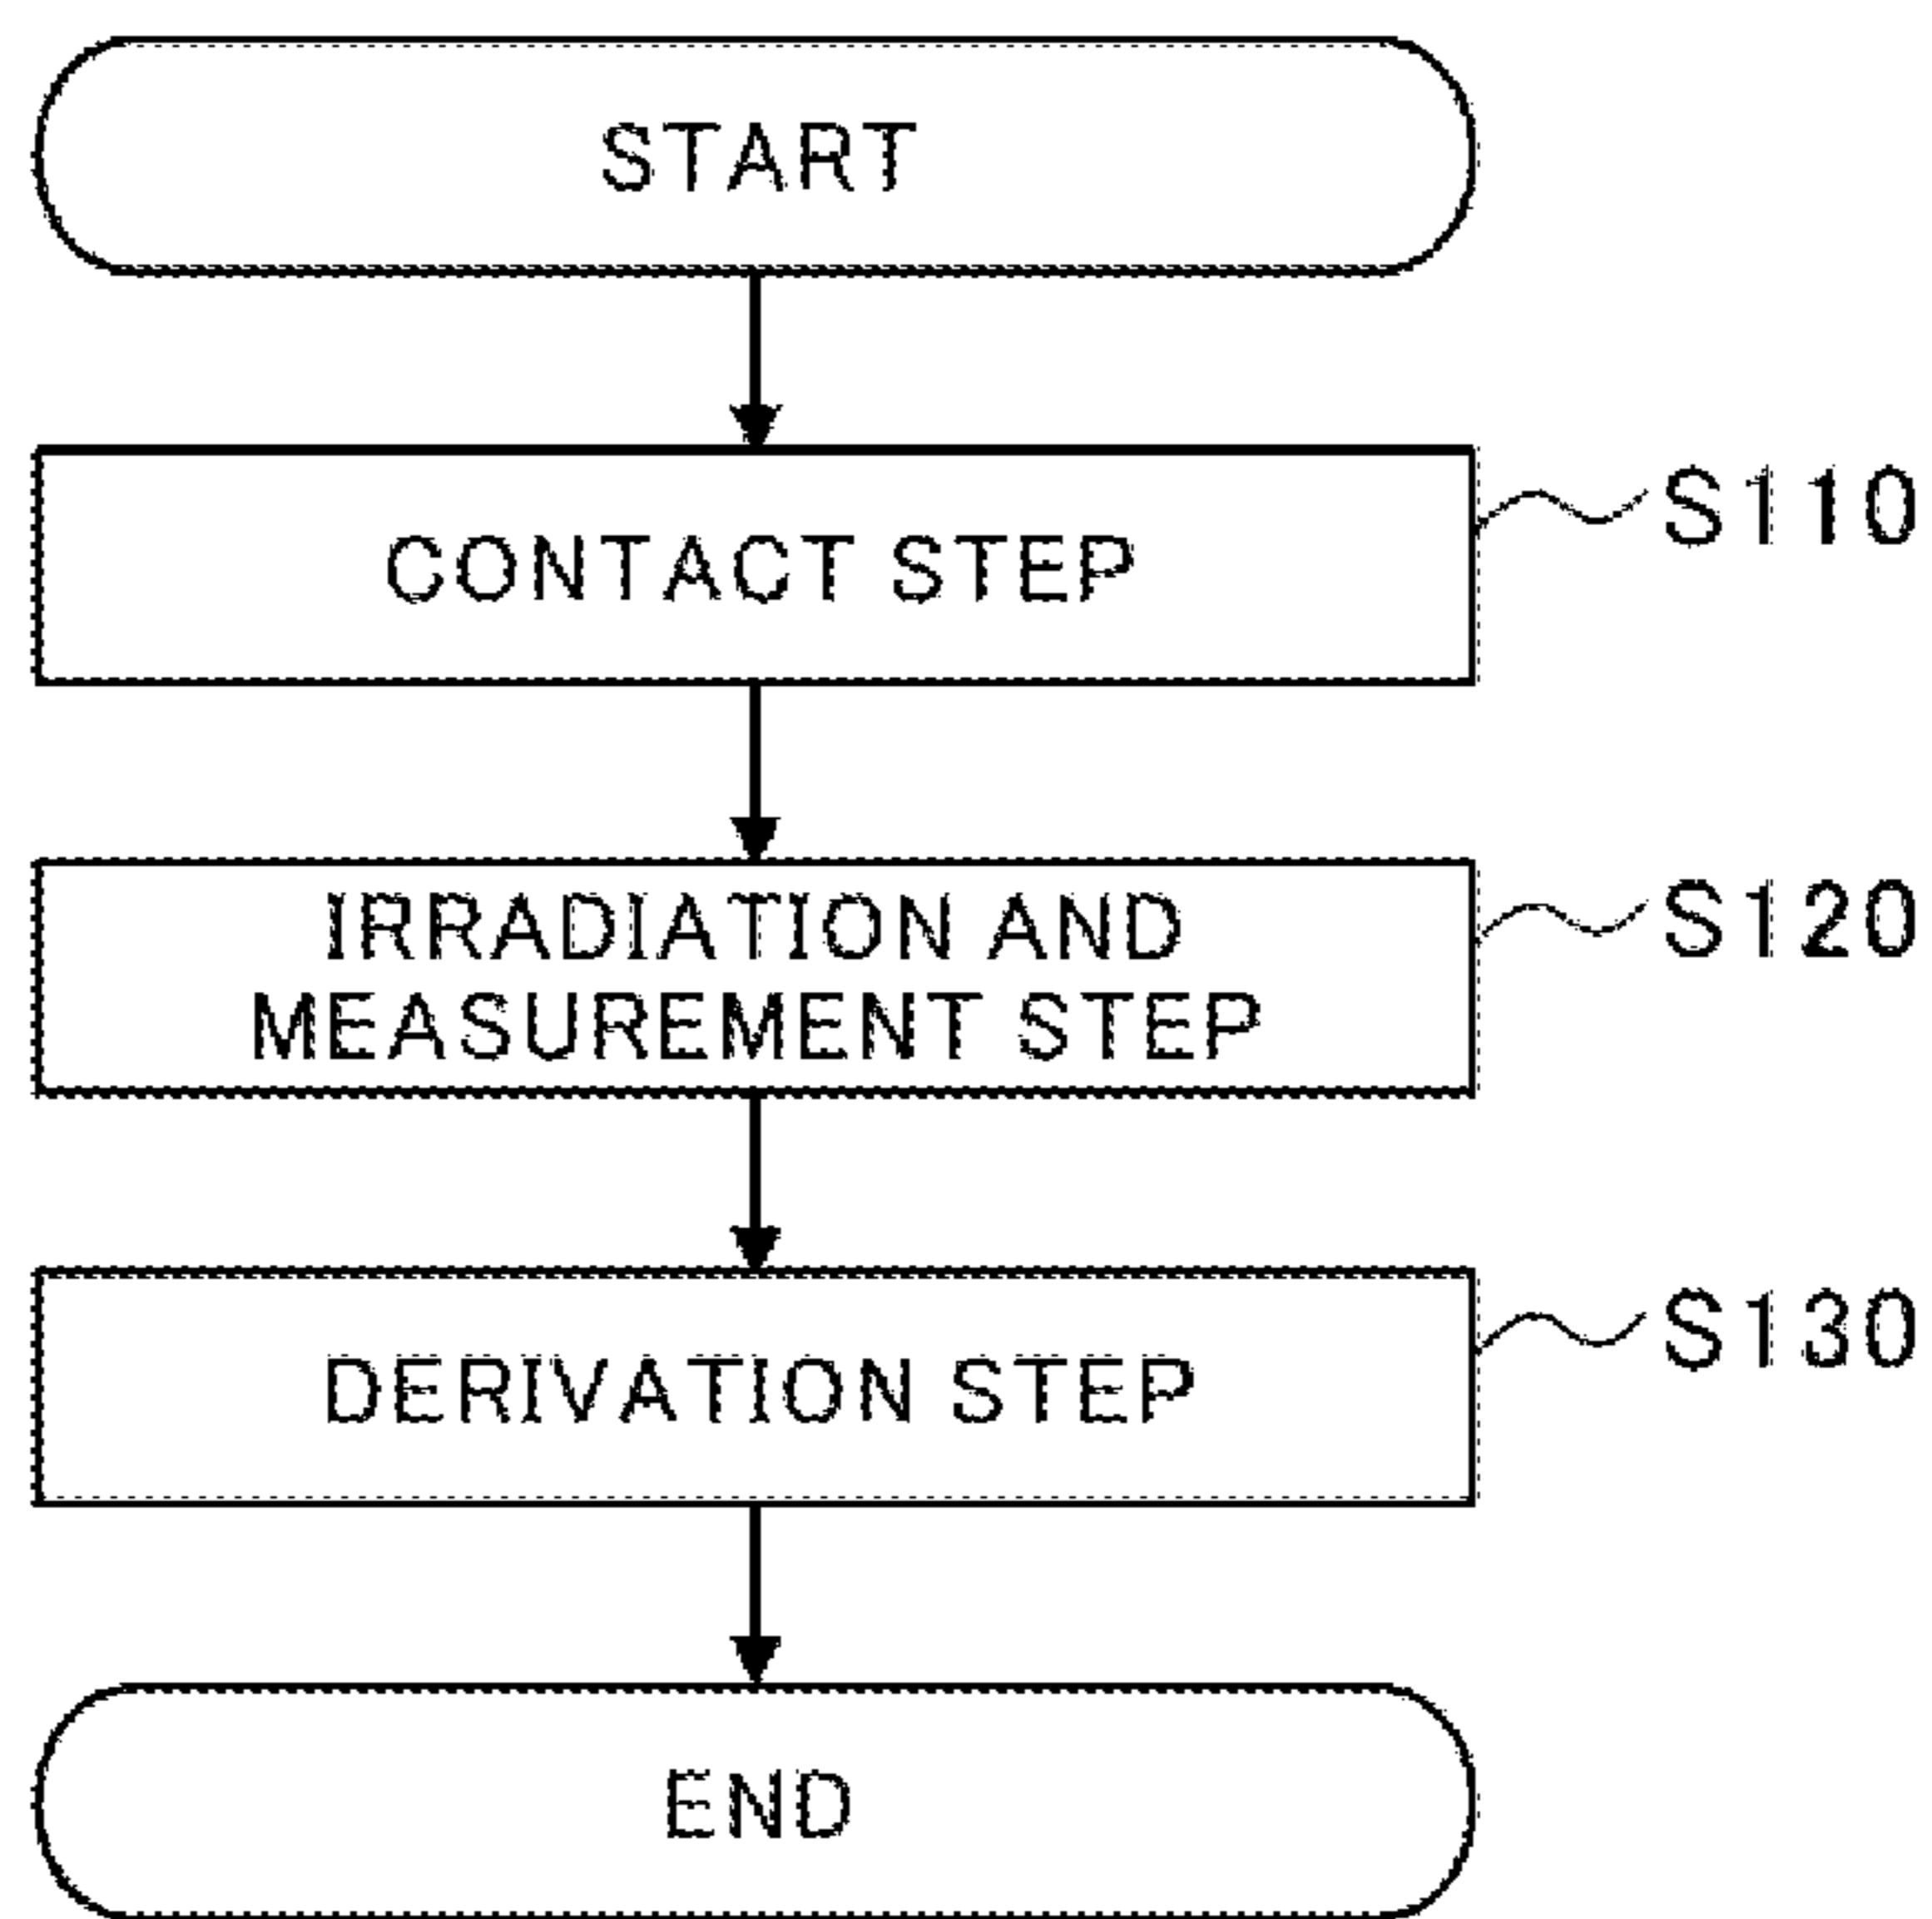 START
CONTACT STEP
S110
IRRADIATION AND
MEASUREMENT STEP
S120
DERIVATION STEP
S130
END